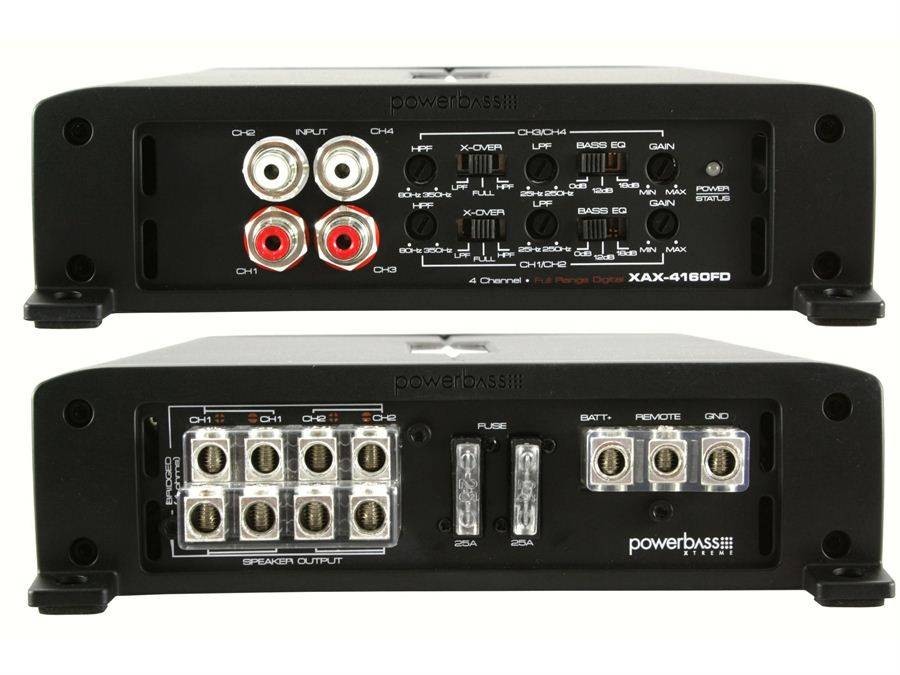 powerbass
CH2 INPUT CH4
CH3/CH4
HPF X-OVER LPF BASS EQ GAIN
80Hz 350Hz LPF FULL HPF 25Hz 250Hz 0dB 12dB 18dB MIN MAX
POWER
STATUS
HPF X-OVER LPF BASS EQ GAIN
80Hz 350Hz LPF FULL HPF 25Hz 250Hz 0dB 12dB 18dB MIN MAX
CH1 CH3
CH1/CH2
4 Channel • Full Range Digital XAX-4160FD
powerbass
CH1 CH1 CH2 CH2
FUSE
BATT+ REMOTE GND
BRIDGED
25A 25A
SPEAKER OUTPUT
powerbass
XTREME